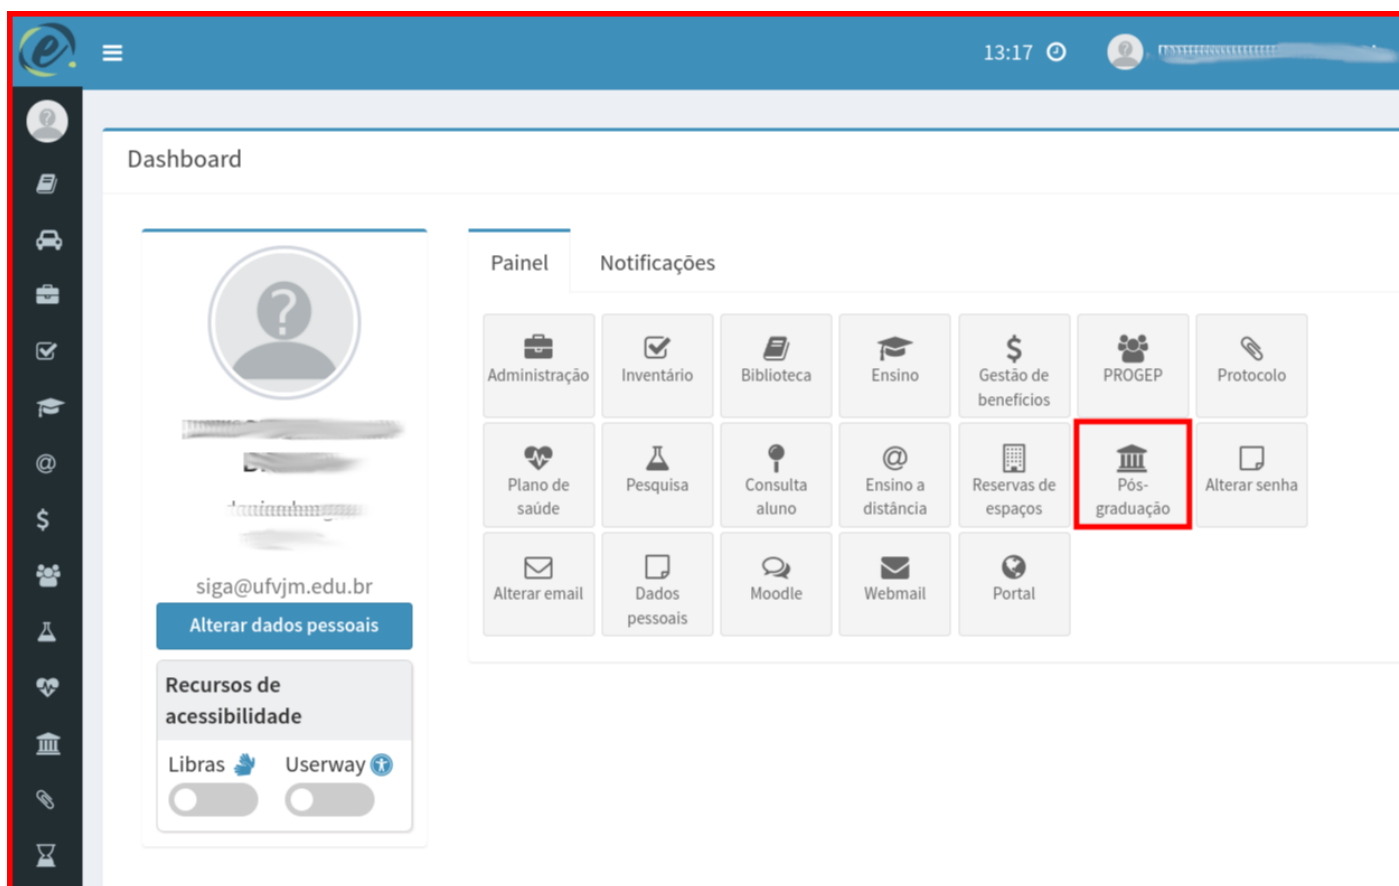 13:17
Dashboard
siga@ufvjm.edu.br
Alterar dados pessoais
Recursos de
acessibilidade
Libras Userway
Painel Notificações
Administração Inventário Biblioteca Ensino Gestão de PROGEP Protocolo
benefícios
Plano de Pesquisa Consulta Ensino a Reservas de Pós- Alterar senha
saúde aluno distância espaços graduação
Alterar email Dados Moodle Webmail Portal
pessoais